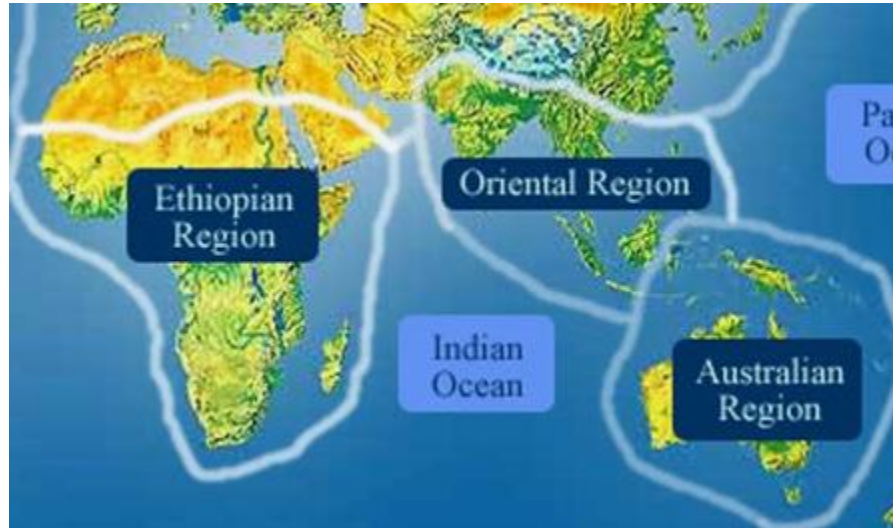 Ethiopian
Region
Oriental Region
Indian
Ocean
Australian
Region